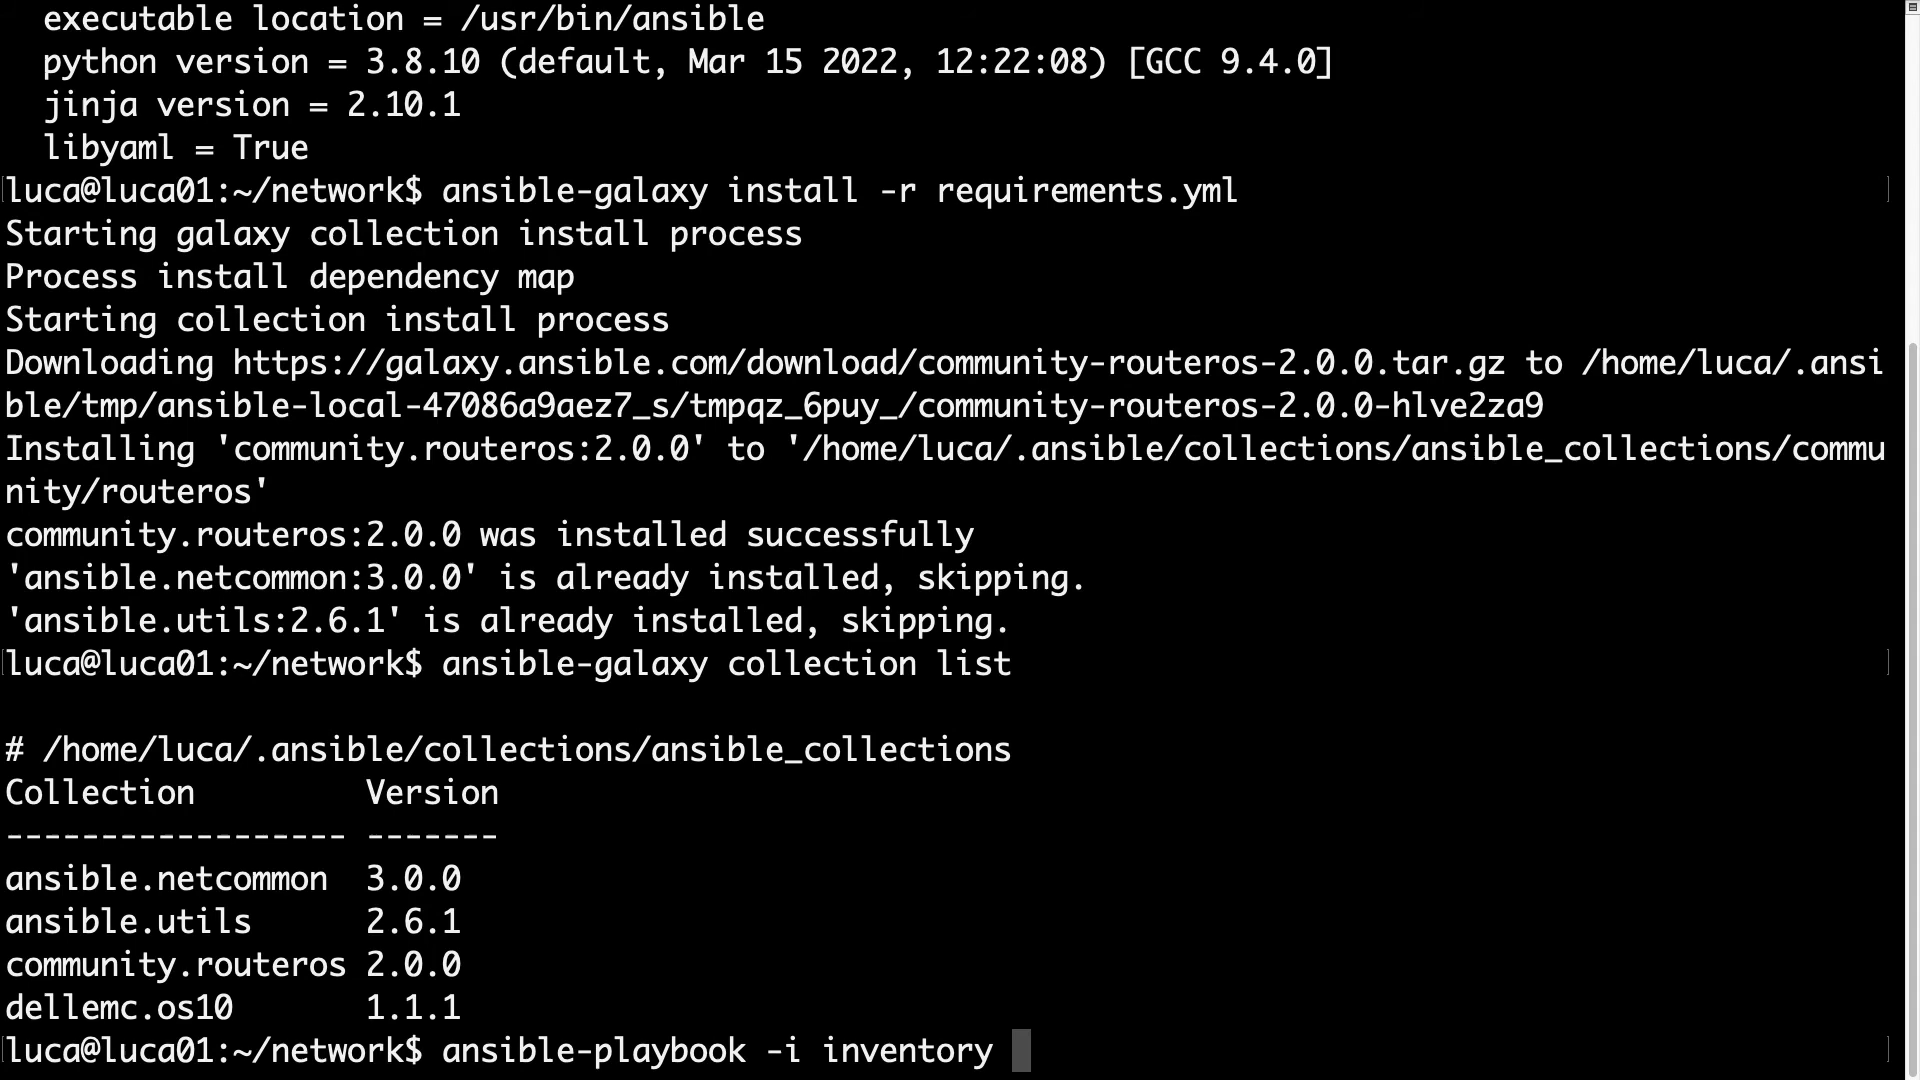 executable location = /usr/bin/ansible
python version = 3.8.10 (default, Mar 15 2022, 12:22:08) [GCC 9.4.0]
jinja version = 2.10.1
libyaml = True
luca@luca01:~/network$ ansible-galaxy install -r requirements.yml
Starting galaxy collection install process
Process install dependency map
Starting collection install process
Downloading https://galaxy.ansible.com/download/community-routeros-2.0.0.tar.gz to /home/luca/.ansi
ble/tmp/ansible-local-47086a9aez7_s/tmpqz_6puy_/community-routeros-2.0.0-hlve2za9
Installing 'community.routeros:2.0.0' to '/home/luca/.ansible/collections/ansible_collections/commu
nity/routeros'
community.routeros:2.0.0 was installed successfully
'ansible.netcommon:3.0.0' is already installed, skipping.
'ansible.utils:2.6.1' is already installed, skipping.
luca@luca01:~/network$ ansible-galaxy collection list
# /home/luca/.ansible/collections/ansible_collections
Collection         Version
------------------ -------
ansible.netcommon  3.0.0
ansible.utils      2.6.1
community.routeros 2.0.0
dellemc.os10       1.1.1
luca@luca01:~/network$ ansible-playbook -i inventory